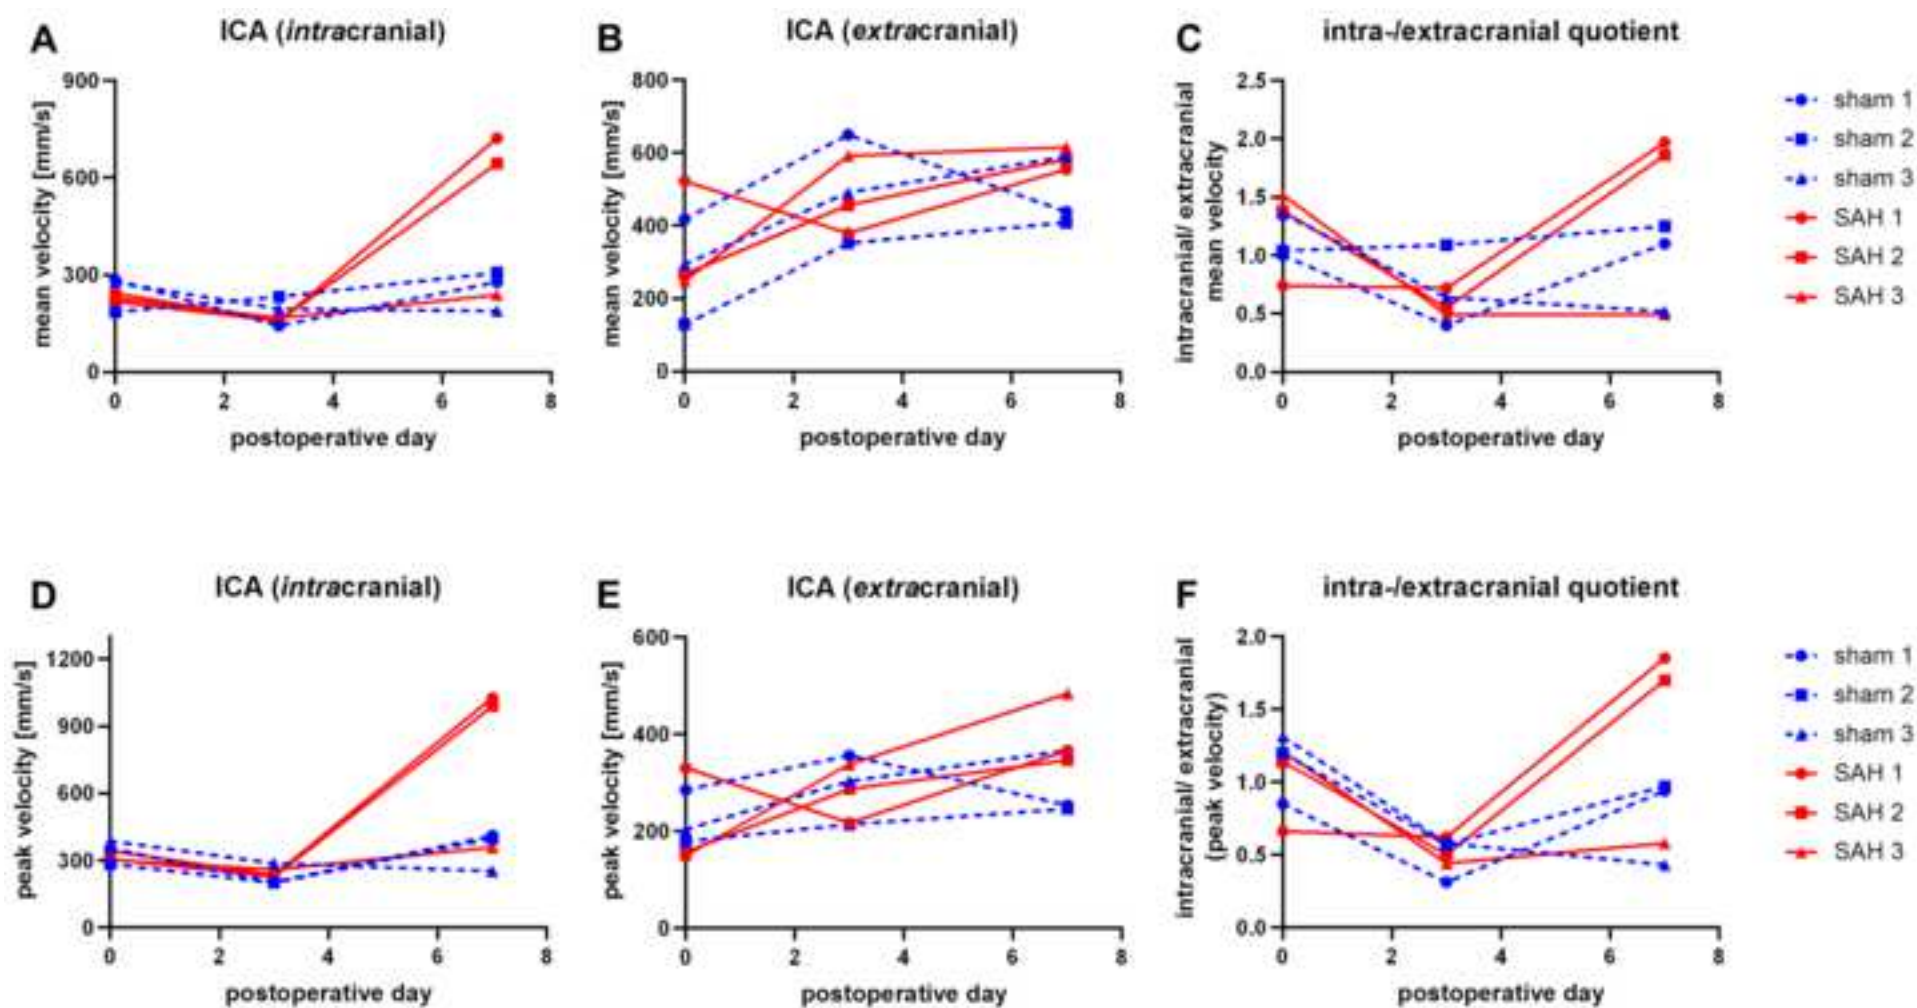 A ICA (intracranial)
mean velocity [mm/s]
900
600
300
0
0 2 4 6 8
postoperative day
B ICA (extracranial)
mean velocity [mm/s]
800
600
400
200
0
0 2 4 6 8
postoperative day
C intra-/extracranial quotient
intracranial/ extracranial
mean velocity
2.5
2.0
1.5
1.0
0.5
0.0
0 2 4 6 8
postoperative day
sham 1
sham 2
sham 3
SAH 1
SAH 2
SAH 3
D ICA (intracranial)
peak velocity [mm/s]
1200
900
600
300
0
0 2 4 6 8
postoperative day
E ICA (extracranial)
peak velocity [mm/s]
600
400
200
0
0 2 4 6 8
postoperative day
F intra-/extracranial quotient
intracranial/ extracranial
(peak velocity)
2.0
1.5
1.0
0.5
0.0
0 2 4 6 8
postoperative day
sham 1
sham 2
sham 3
SAH 1
SAH 2
SAH 3